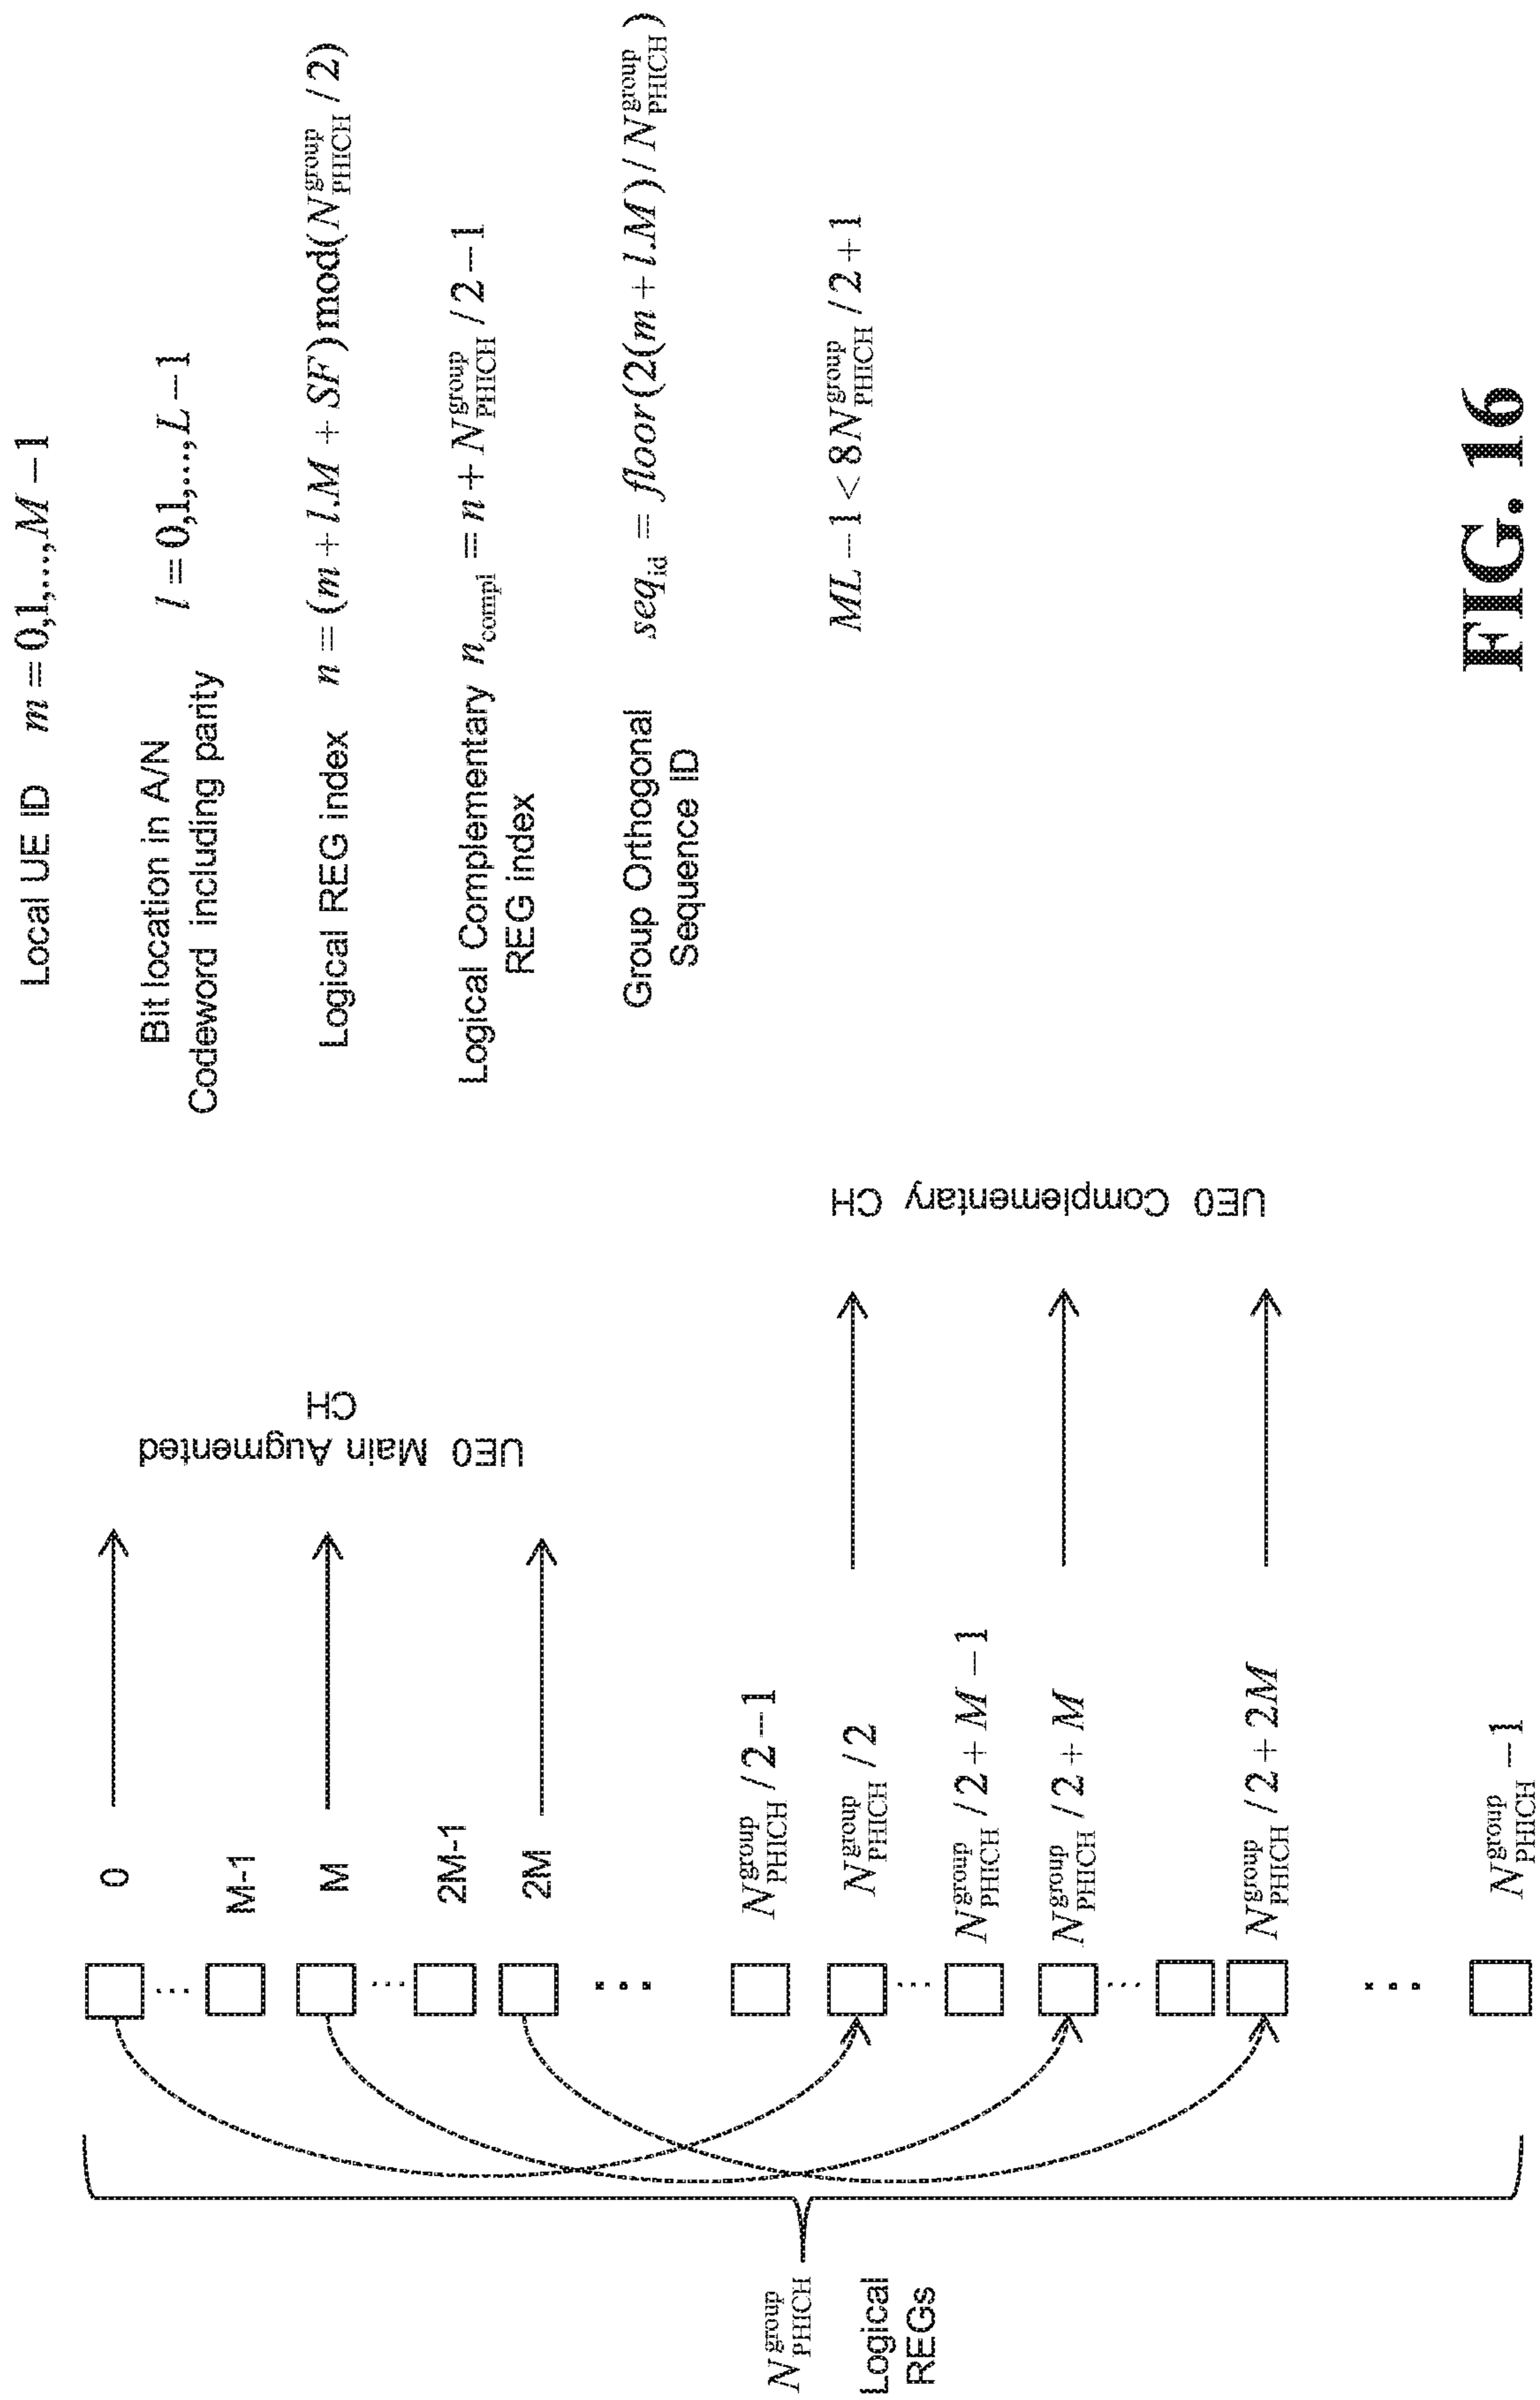 Local UE ID m = 0,1,...,M − 1
Bit location in A/N
Codeword including parity l = 0,1,...,L − 1
Logical REG index n = (m + l.M + SF) mod(N_PHICH^group / 2)
Logical Complementary
REG index n_compl = n + N_PHICH^group / 2 − 1
Group Orthogonal
Sequence ID seq_id = floor(2(m + l.M) / N_PHICH^group)
ML − 1 < 8N_PHICH^group / 2 + 1
UE0 Main Augmented
CH
UE0 Complementary
CH
0
M-1
M
2M-1
2M
N_PHICH^group / 2 − 1
N_PHICH^group / 2
N_PHICH^group / 2 + M − 1
N_PHICH^group / 2 + M
N_PHICH^group / 2 + 2M
N_PHICH^group − 1
N_PHICH^group
Logical
REGs
FIG. 16